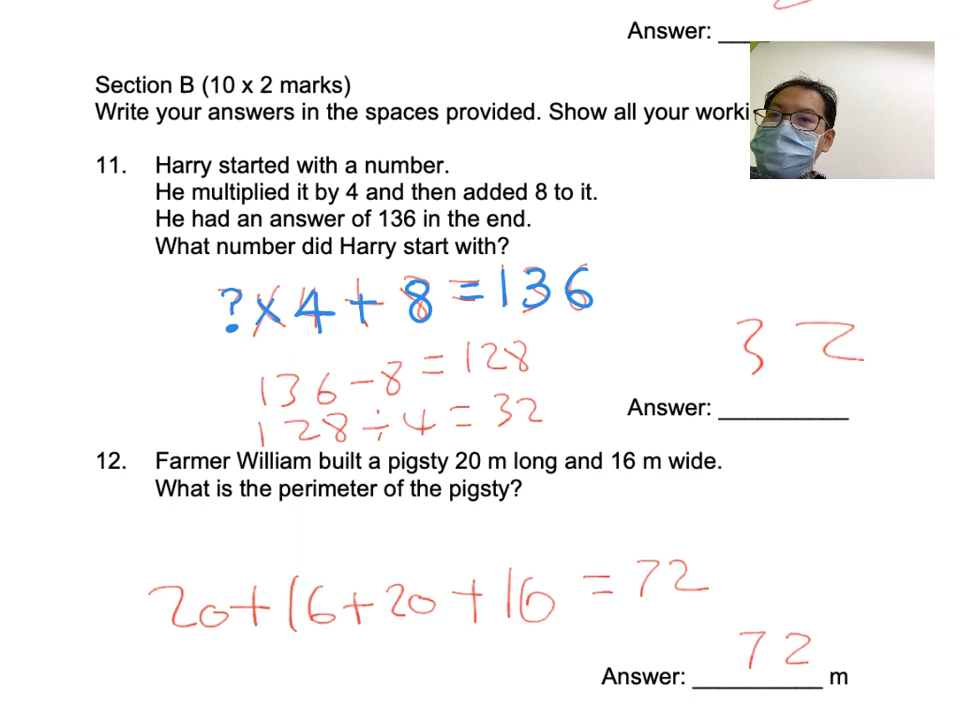 Answer: ____
Section B (10 x 2 marks)
Write your answers in the spaces provided. Show all your worki
11. Harry started with a number.
He multiplied it by 4 and then added 8 to it.
He had an answer of 136 in the end.
What number did Harry start with?
?×4+8=136
136-8=128
128÷4=32
32
Answer: __________
12. Farmer William built a pigsty 20 m long and 16 m wide.
What is the perimeter of the pigsty?
20+16+20+16=72
72
Answer: __________ m